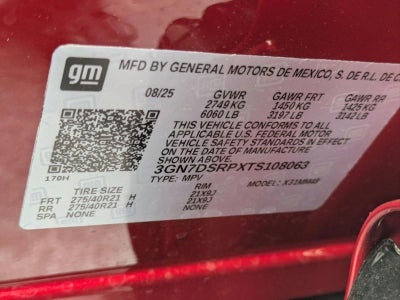 gm
MFD BY GENERAL MOTORS DE MEXICO, S. DE R.L. DE C
08/25 GVWR GAWR FRT GAWR RR
2749 KG 1450 KG 1425 KG
6060 LB 3197 LB 3142 LB
THIS VEHICLE CONFORMS TO ALL
APPLICABLE U.S. FEDERAL MOTOR
VEHICLE SAFETY STANDARDS IN EFFECT
ON THE DATE OF MANUFACTURE
SHOWN ABOVE.
3GN7DSRPXTS108063
170H TYPE: MPV MODEL:
TIRE SIZE RIM
FRT 275/40R21 H 21X9J
RR 275/40R21 H 21X9J
SPA NONE NONE